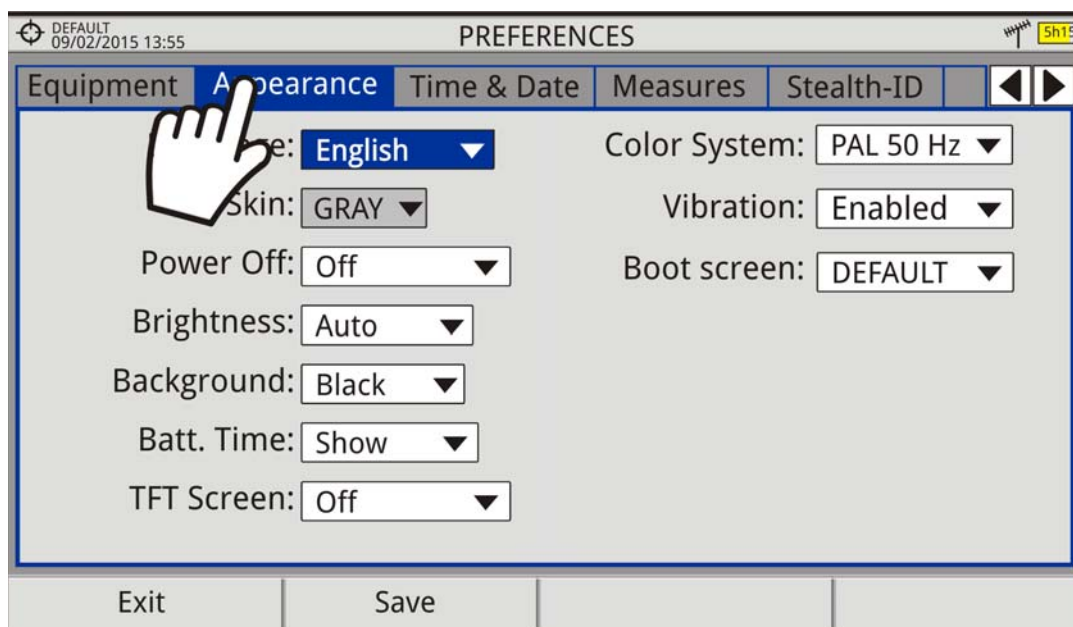 DEFAULT
09/02/2015 13:55
PREFERENCES
5h15
Equipment Appearance Time & Date Measures Stealth-ID
English Color System: PAL 50 Hz
Skin: GRAY Vibration: Enabled
Power Off: Off Boot screen: DEFAULT
Brightness: Auto
Background: Black
Batt. Time: Show
TFT Screen: Off
Exit Save